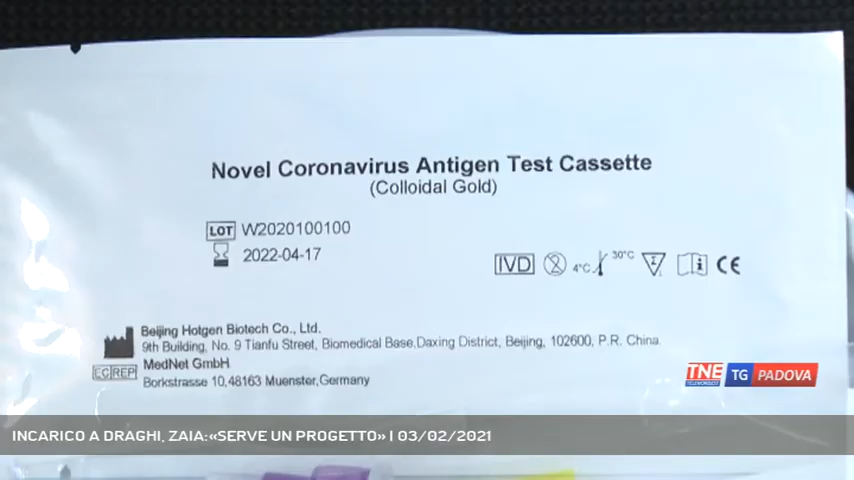 Novel Coronavirus Antigen Test Cassette
(Colloidal Gold)
LOT W2020100100
2022-04-17
IVD 4°C 30°C CE
Beijing Hotgen Biotech Co., Ltd.
9th Building, No. 9 Tianfu Street, Biomedical Base,Daxing District, Beijing, 102600, P.R. China.
EC REP MedNet GmbH
Borkstrasse 10,48163 Muenster,Germany
TNE TG PADOVA
TELENORDEST
INCARICO A DRAGHI, ZAIA:«SERVE UN PROGETTO» | 03/02/2021